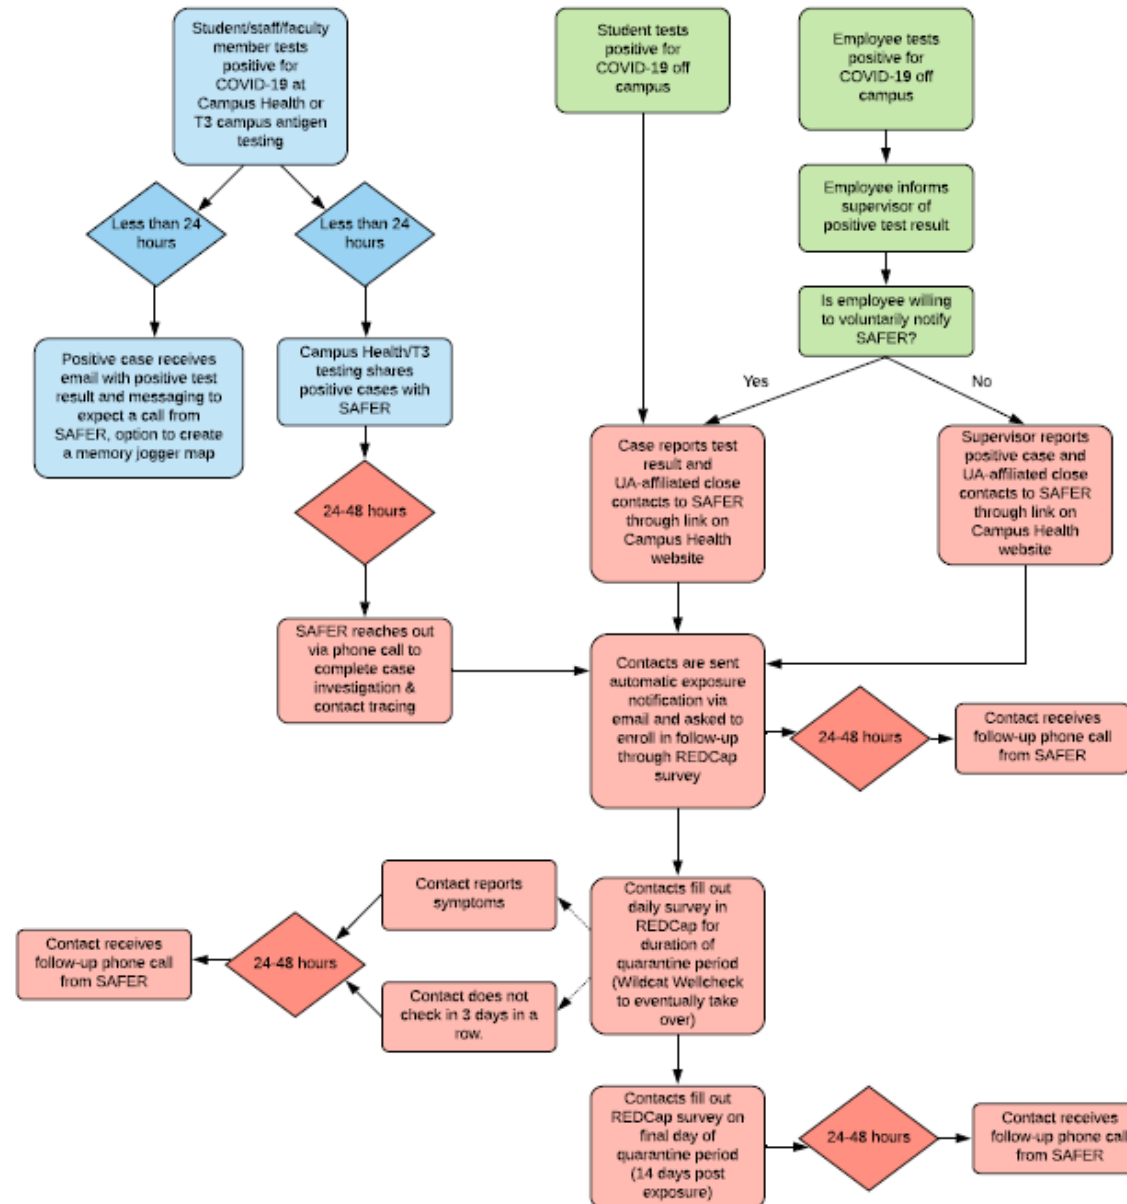 Student/staff/faculty
member tests
positive for
COVID-19 at
Campus Health or
T3 campus antigen
testing
Student tests
positive for
COVID-19 off
campus
Employee tests
positive for
COVID-19 off
campus
Less than 24
hours
Less than 24
hours
Employee informs
supervisor of
positive test result
Is employee willing
to voluntarily notify
SAFER?
Positive case receives
email with positive test
result and messaging to
expect a call from
SAFER, option to create
a memory jogger map
Campus Health/T3
testing shares
positive cases with
SAFER
Yes
No
24-48 hours
Case reports test
result and
UA-affiliated close
contacts to SAFER
through link on
Campus Health
website
Supervisor reports
positive case and
UA-affiliated close
contacts to SAFER
through link on
Campus Health
website
SAFER reaches out
via phone call to
complete case
investigation &
contact tracing
Contacts are sent
automatic exposure
notification via
email and asked to
enroll in follow-up
through REDCap
survey
24-48 hours
Contact receives
follow-up phone call
from SAFER
Contact reports
symptoms
Contacts fill out
daily survey in
REDCap for
duration of
quarantine period
(Wildcat Wellcheck
to eventually take
over)
Contact receives
follow-up phone call
from SAFER
24-48 hours
Contact does not
check in 3 days in a
row.
Contacts fill out
REDCap survey on
final day of
quarantine period
(14 days post
exposure)
24-48 hours
Contact receives
follow-up phone call
from SAFER